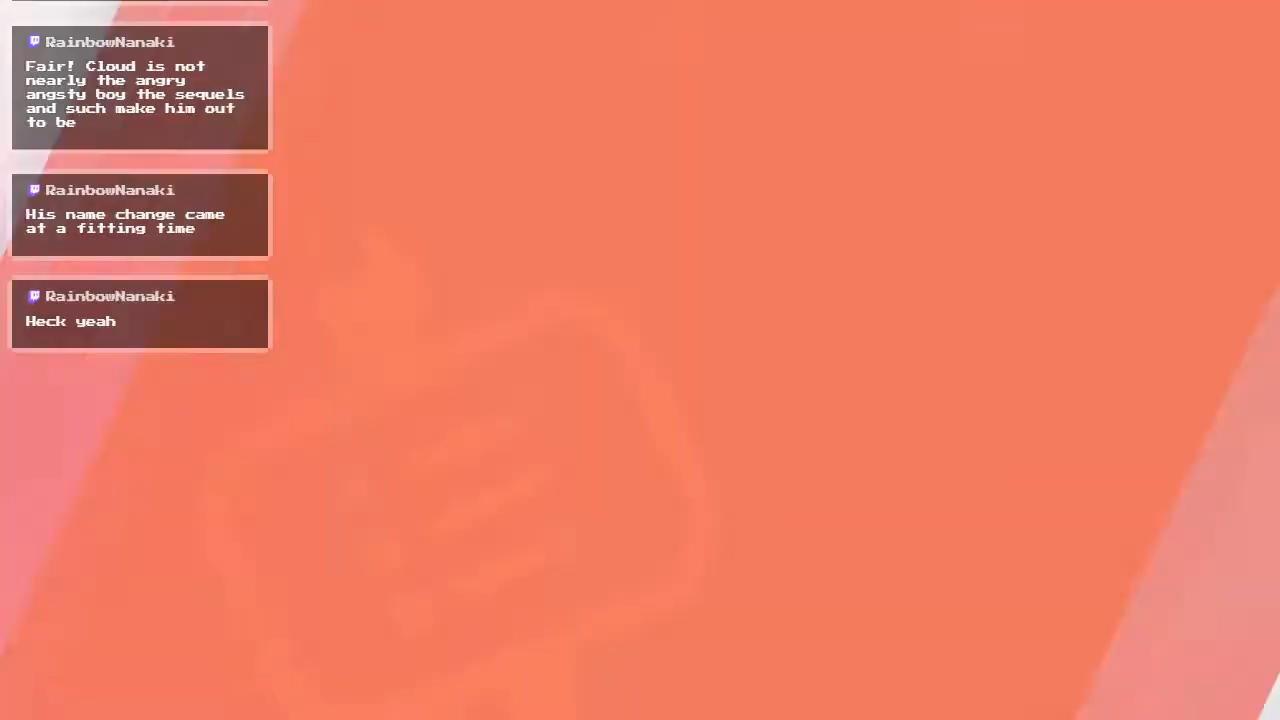 RainbowNanaki
Fair! Cloud is not
nearly the angry
angsty boy the sequels
and such make him out
to be
RainbowNanaki
His name change came
at a fitting time
RainbowNanaki
Heck yeah